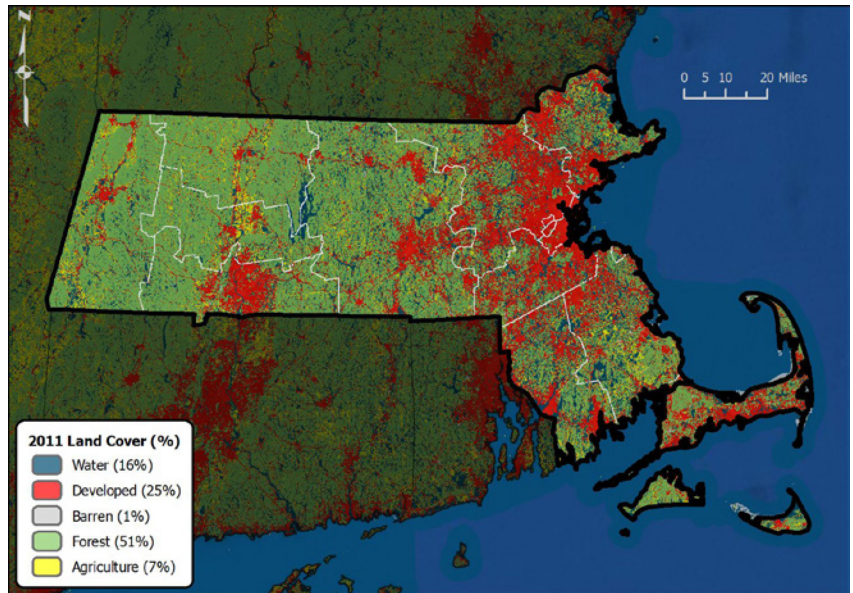 N
0 5 10 20 Miles
2011 Land Cover (%)
Water (16%)
Developed (25%)
Barren (1%)
Forest (51%)
Agriculture (7%)